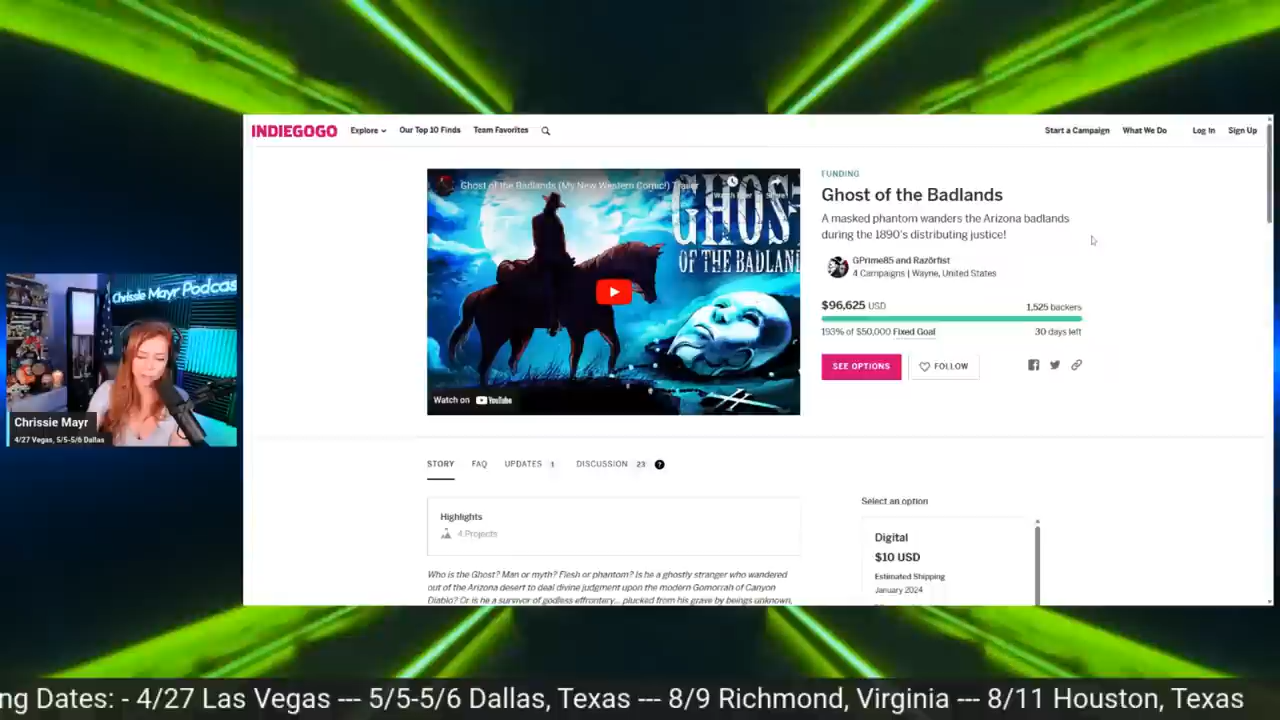 INDIEGOGO
Explore
Our Top 10 Finds
Team Favorites
Start a Campaign
What We Do
Log In
Sign Up
Ghost of the Badlands (My New Western Comic!) Trailer
GHOST
OF THE BADLAN
Watch on YouTube
FUNDING
Ghost of the Badlands
A masked phantom wanders the Arizona badlands
during the 1890's distributing justice!
GPrime85 and Razörfist
4 Campaigns | Wayne, United States
$96,625 USD
1,525 backers
193% of $50,000 Fixed Goal
30 days left
SEE OPTIONS
FOLLOW
STORY
FAQ
UPDATES 1
DISCUSSION 23
?
Highlights
4 Projects
Who is the Ghost? Man or myth? Flesh or phantom? Is he a ghostly stranger who wandered
out of the Arizona desert to deal divine judgment upon the modern Gomorrah of Canyon
Diablo? Or is he a survivor of godless effrontery... plucked from his grave by beings unknown,
Select an option
Digital
$10 USD
Estimated Shipping
January 2024
Chrissie Mayr Podcas
Chrissie Mayr
4/27 Vegas, 5/5-5/6 Dallas
ng Dates: - 4/27 Las Vegas --- 5/5-5/6 Dallas, Texas --- 8/9 Richmond, Virginia --- 8/11 Houston, Texas